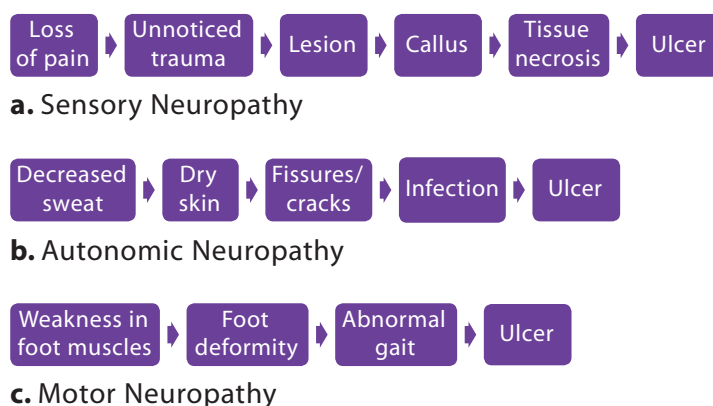 Loss of pain
Unnoticed trauma
Lesion
Callus
Tissue necrosis
Ulcer
a. Sensory Neuropathy
Decreased sweat
Dry skin
Fissures/ cracks
Infection
Ulcer
b. Autonomic Neuropathy
Weakness in foot muscles
Foot deformity
Abnormal gait
Ulcer
c. Motor Neuropathy